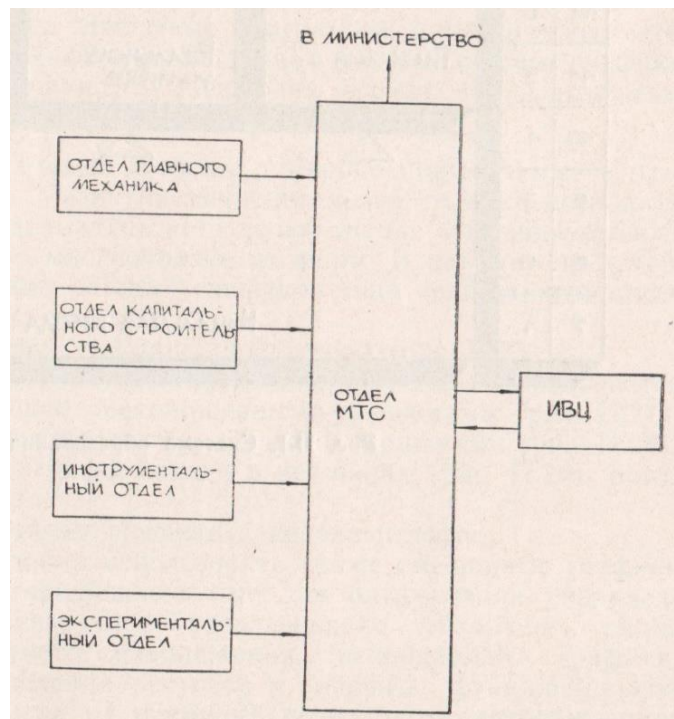 В МИНИСТЕРСТВО
ОТДЕЛ ГЛАВНОГО
МЕХАНИКА
ОТДЕЛ КАПИТАЛЬ-
НОГО СТРОИТЕЛЬ
СТВА
ОТДЕЛ
МТС
ИВЦ
ИНСТРУМЕНТАЛЬ-
НЫЙ ОТДЕЛ
ЭКСПЕРИМЕНТАЛЬ-
НЫЙ ОТДЕЛ